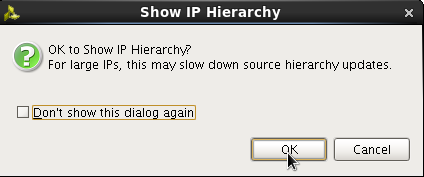 Show IP Hierarchy
OK to Show IP Hierarchy?
For large IPs, this may slow down source hierarchy updates.
Don't show this dialog again
OK
Cancel